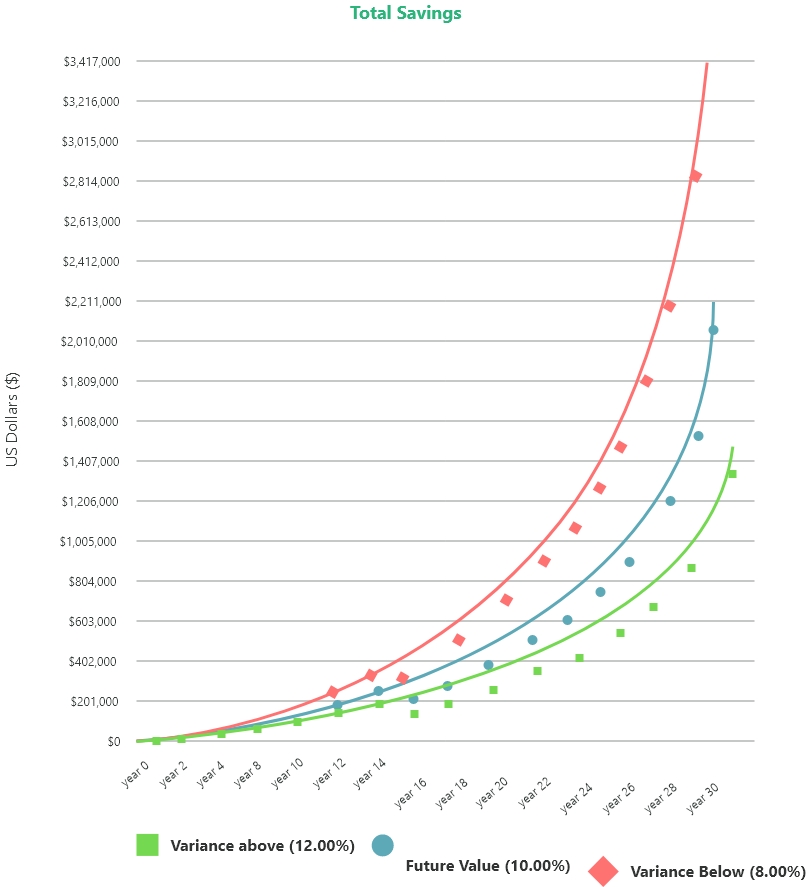 Total Savings
$3,417,000
$3,216,000
$3,015,000
$2,814,000
$2,613,000
$2,412,000
$2,211,000
$2,010,000
$1,809,000
$1,608,000
$1,407,000
$1,206,000
$1,005,000
$804,000
$603,000
$402,000
$201,000
$0
US Dollars ($)
year 0
year 2
year 4
year 8
year 10
year 12
year 14
year 16
year 18
year 20
year 22
year 24
year 26
year 28
year 30
Variance above (12.00%)
Future Value (10.00%)
Variance Below (8.00%)